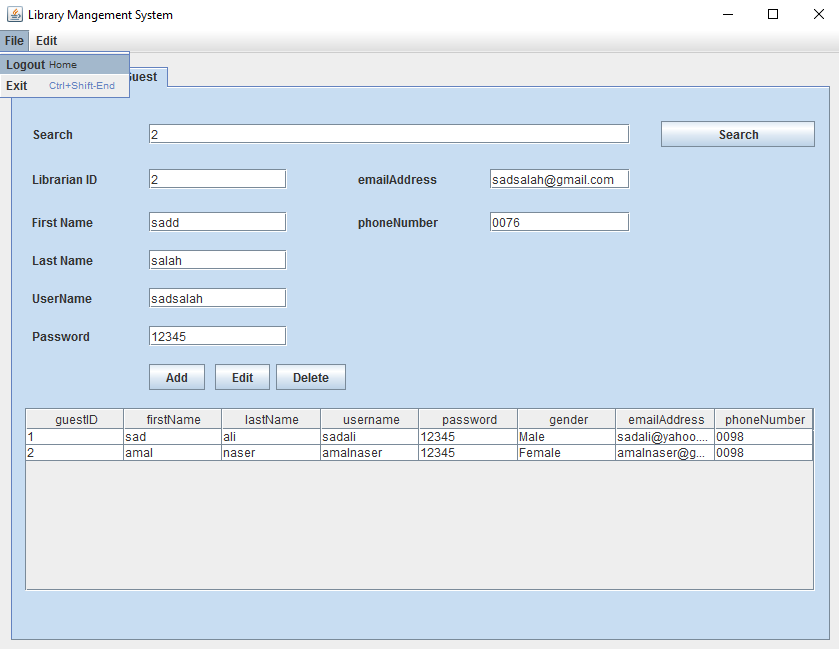 Library Mangement System
File Edit
Logout Home
Exit Ctrl+Shift-End
Guest
Search 2 Search
Librarian ID 2 emailAddress sadsalah@gmail.com
First Name sadd phoneNumber 0076
Last Name salah
UserName sadsalah
Password 12345
Add Edit Delete
guestID firstName lastName username password gender emailAddress phoneNumber
1 sad ali sadali 12345 Male sadali@yahoo.... 0098
2 amal naser amalnaser 12345 Female amalnaser@g... 0098